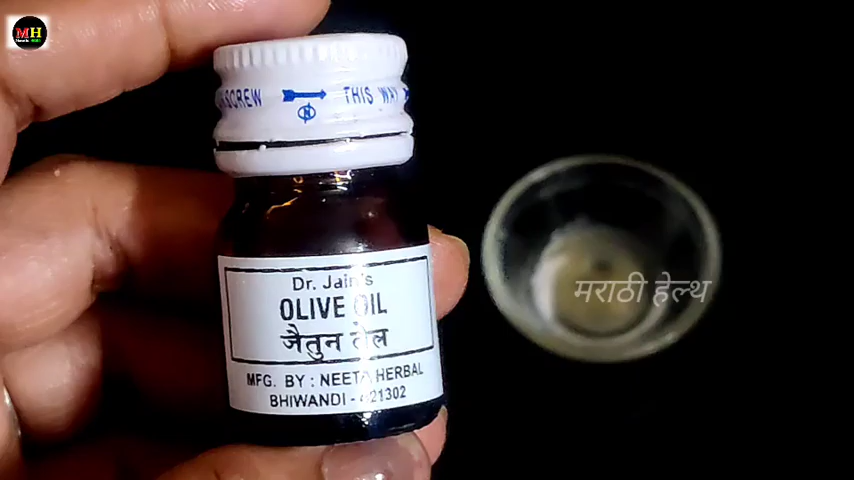 MH
UNSCREW THIS WAY
Dr. Jain's
OLIVE OIL
जैतुन तेल
MFG. BY : NEETA HERBAL
BHIWANDI - 421302
मराठी हेल्थ